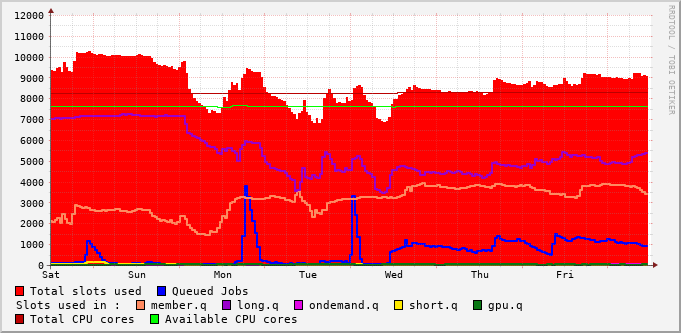 12000
11000
10000
9000
8000
7000
6000
5000
4000
3000
2000
1000
0
Sat Sun Mon Tue Wed Thu Fri
RRDTOOL / TOBI OETIKER
Total slots used Queued Jobs
Slots used in : member.q long.q ondemand.q short.q gpu.q
Total CPU cores Available CPU cores